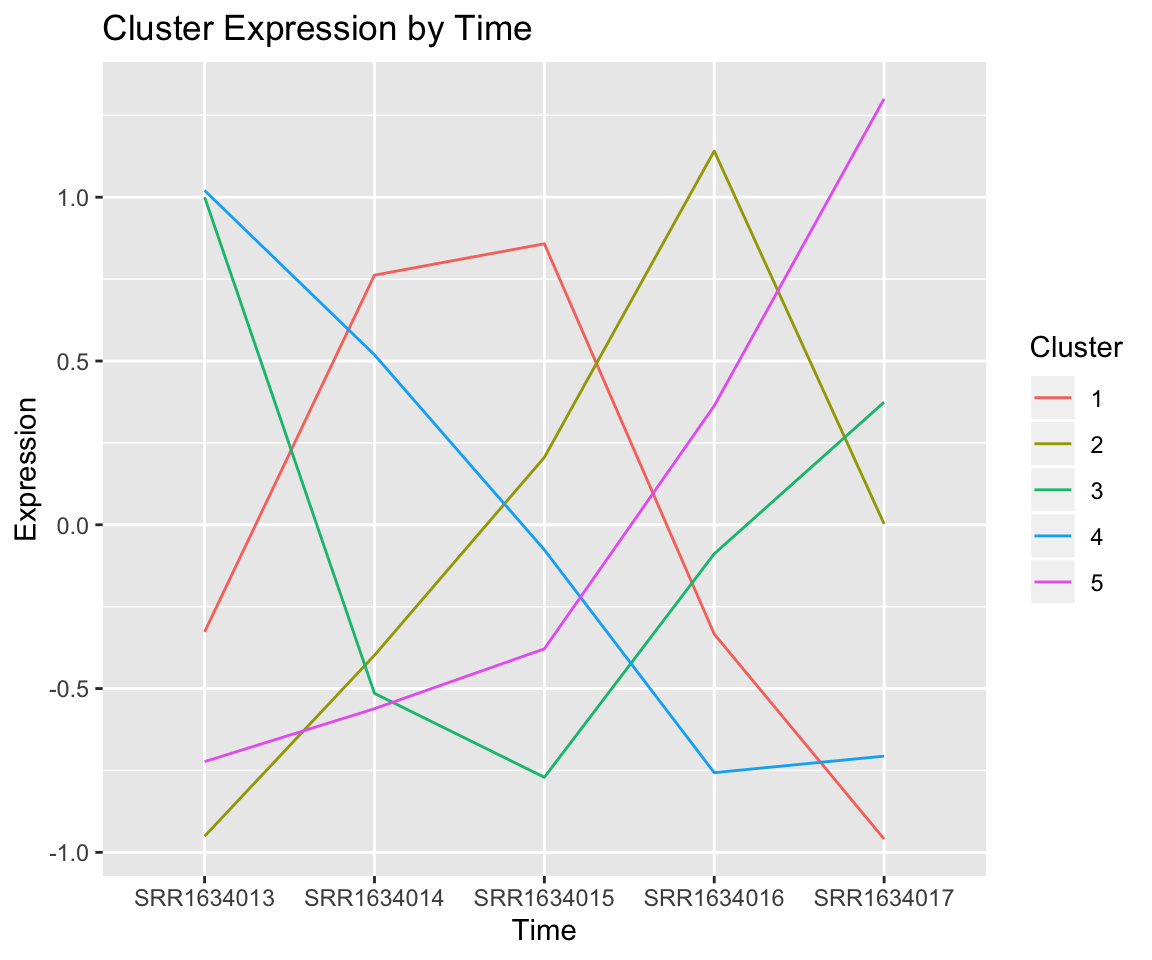 Cluster Expression by Time
Expression
1.0
0.5
0.0
-0.5
-1.0
SRR1634013 SRR1634014 SRR1634015 SRR1634016 SRR1634017
Time
Cluster
1
2
3
4
5